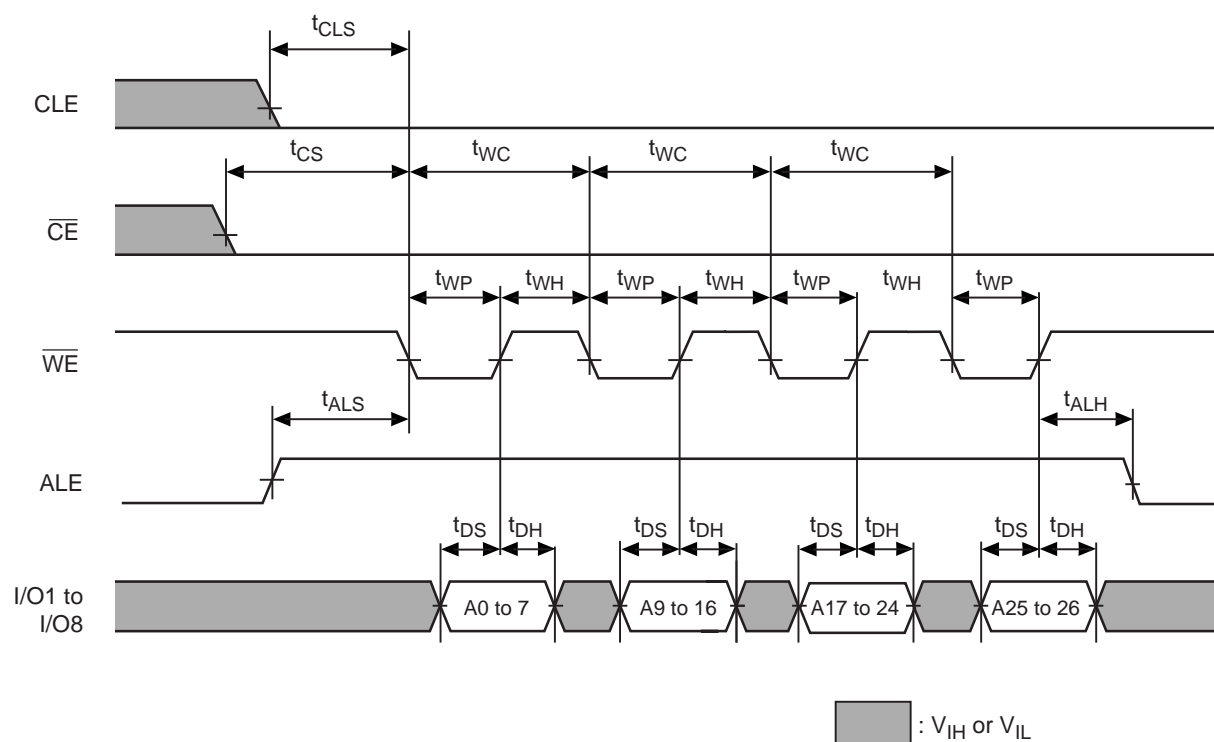 tCLS
CLE
tCS tWC tWC tWC
CE
tWP tWH tWP tWH tWP tWH tWP
WE
tALS tALH
ALE
tDS tDH tDS tDH tDS tDH tDS tDH
I/O1 to
I/O8
A0 to 7 A9 to 16 A17 to 24 A25 to 26
: VIH or VIL